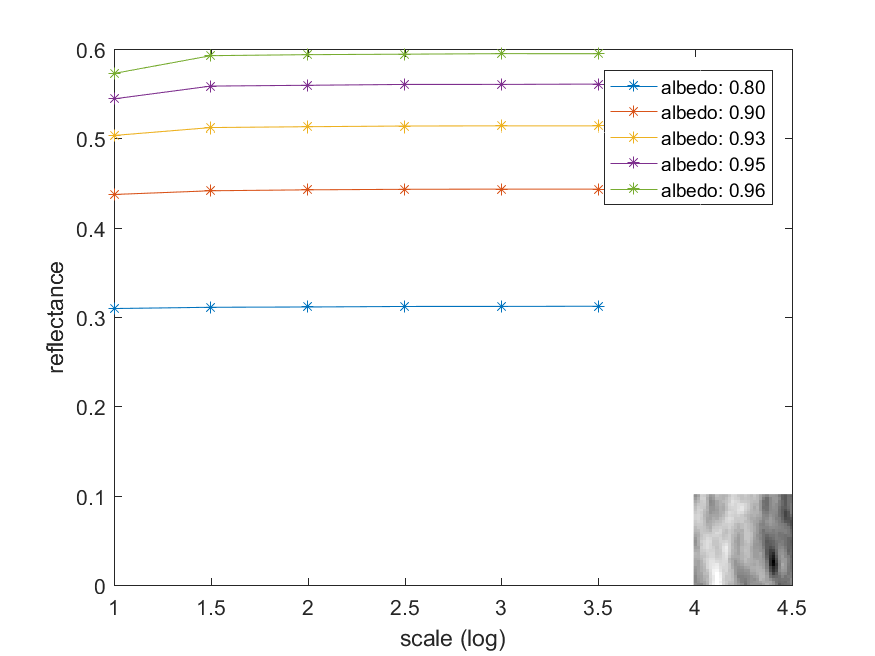 0.6
0.5
0.4
0.3
0.2
0.1
0
reflectance
albedo: 0.80
albedo: 0.90
albedo: 0.93
albedo: 0.95
albedo: 0.96
1 1.5 2 2.5 3 3.5 4 4.5
scale (log)